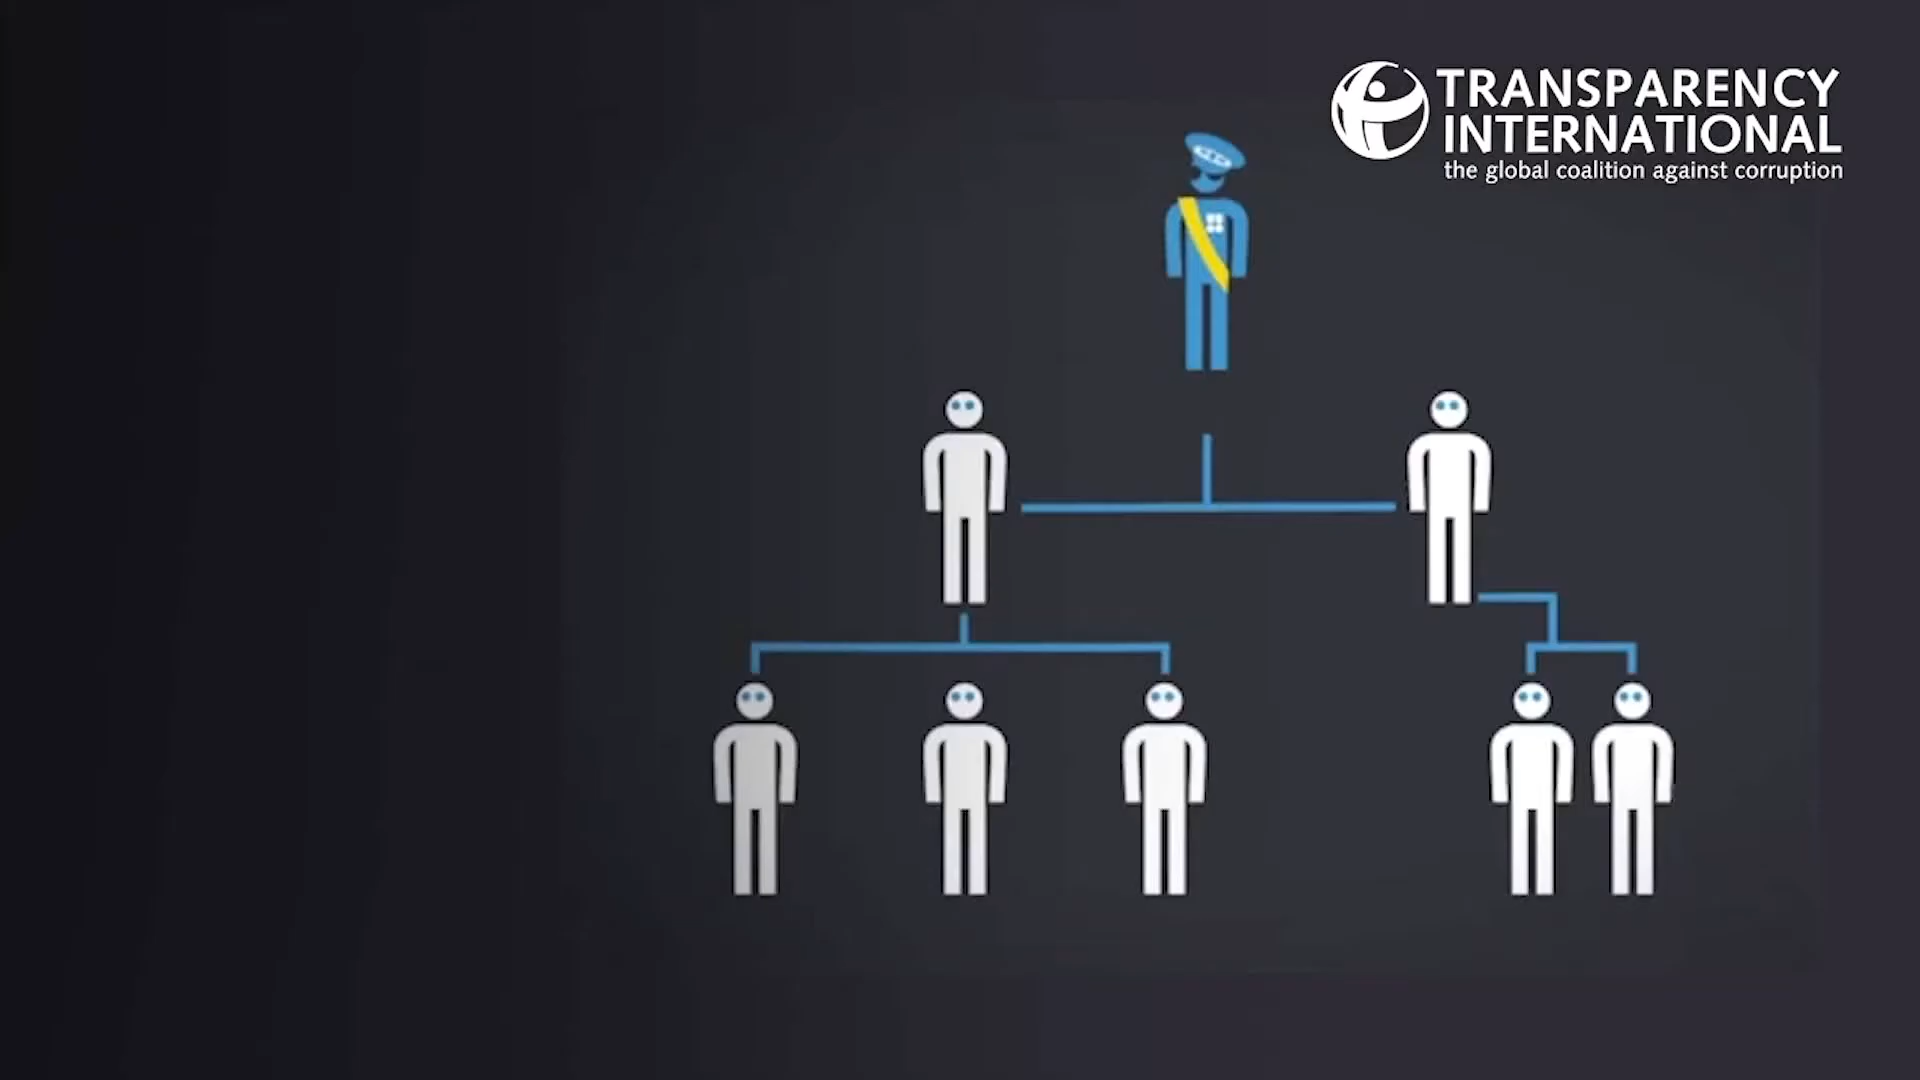 TRANSPARENCY
INTERNATIONAL
the global coalition against corruption